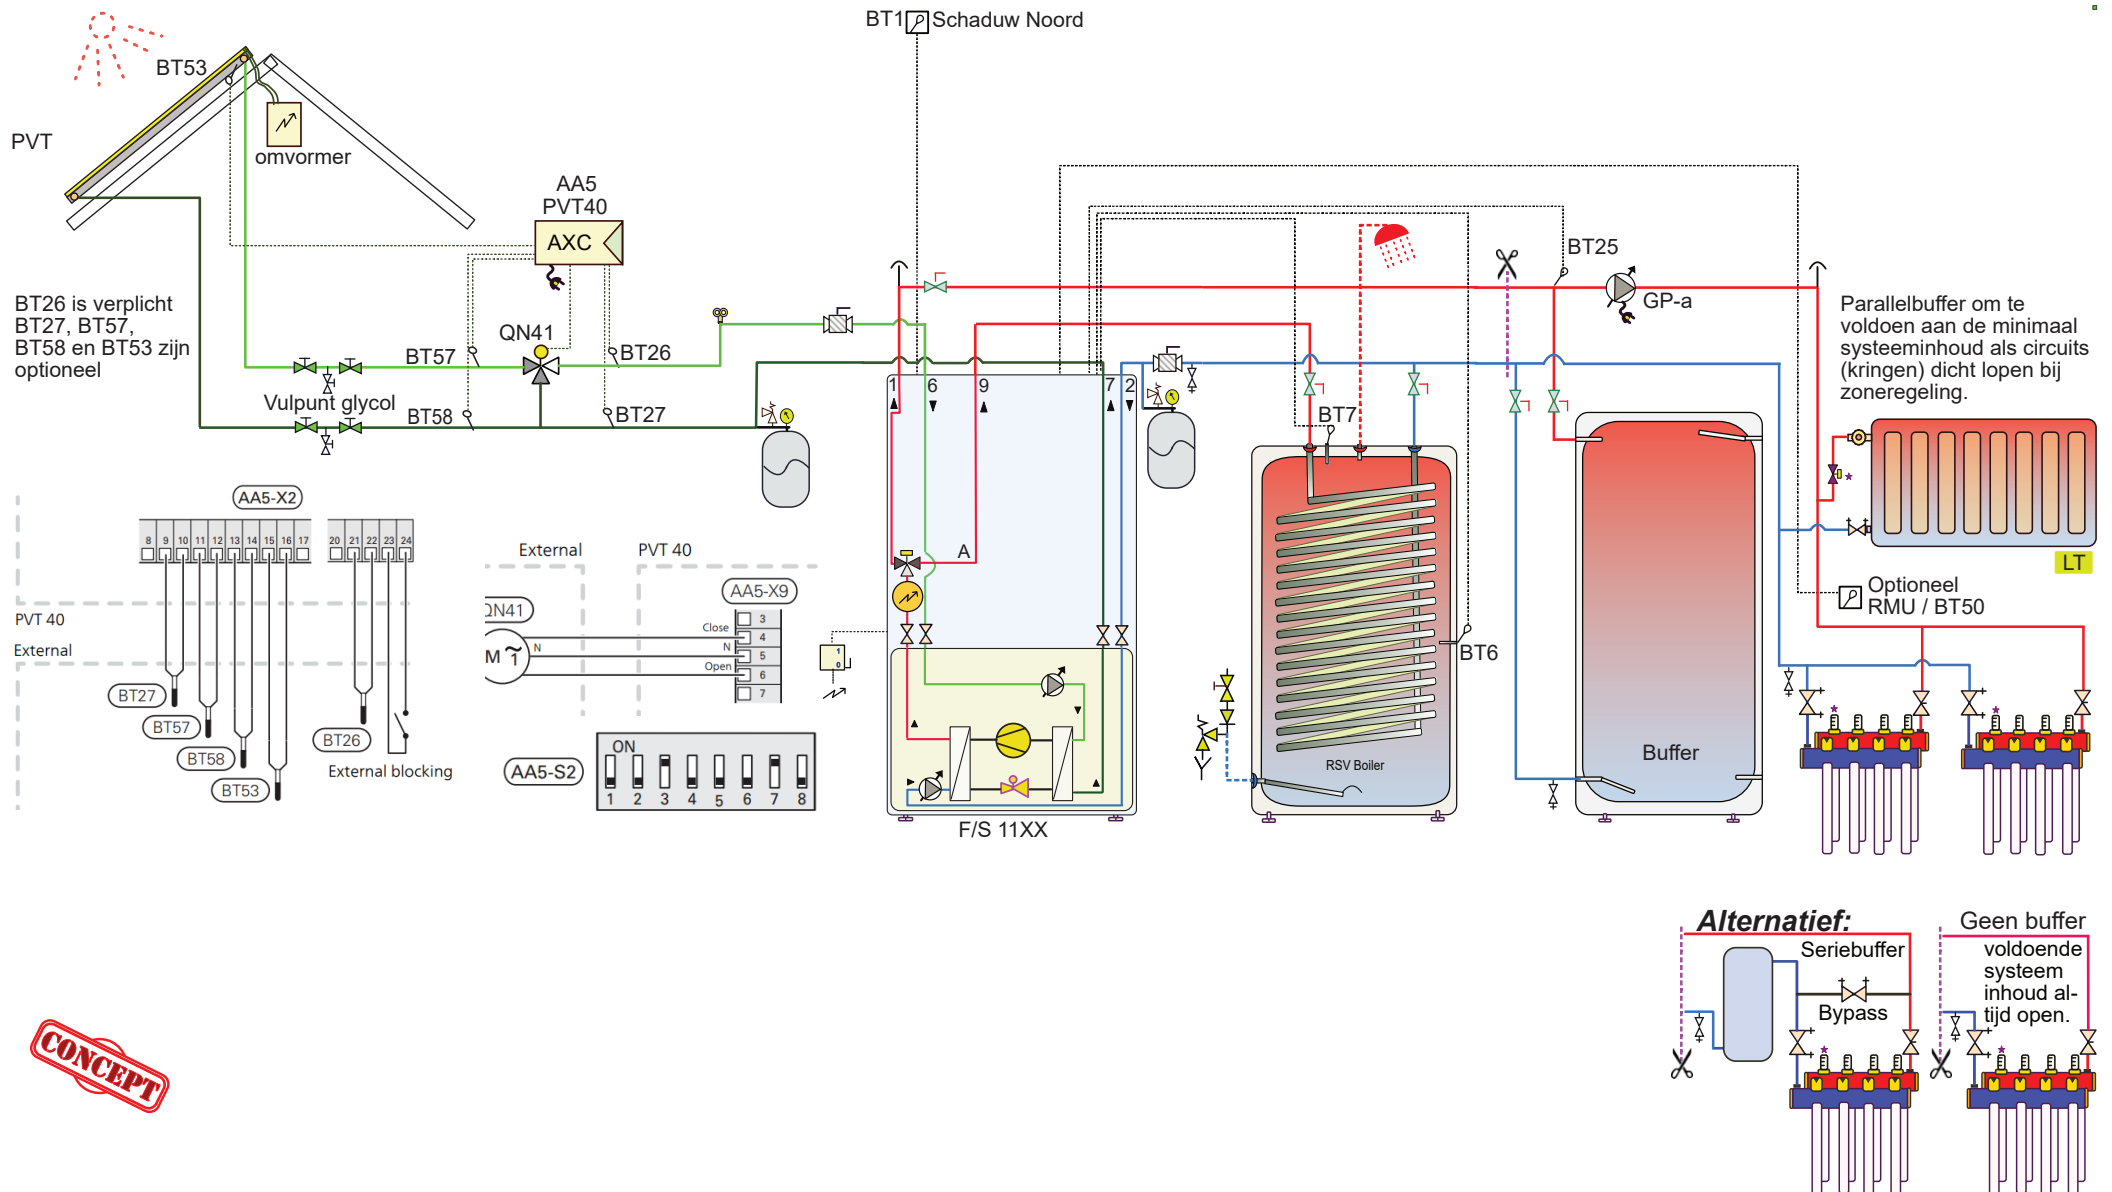 BT1
Schaduw Noord
BT53
PVT
omvormer
AA5
PVT40
AXC
BT25
GP-a
BT26 is verplicht
BT27, BT57,
BT58 en BT53 zijn
optioneel
QN41
BT57
BT26
Vulpunt glycol
BT58
BT27
1
6
9
7
2
BT7
Parallelbuffer om te
voldoen aan de minimaal
systeeminhoud als circuits
(kringen) dicht lopen bij
zoneregeling.
LT
Optioneel
RMU / BT50
A
BT6
Buffer
RSV Boiler
F/S 11XX
1
0
AA5-X2
8 9 10 11 12 13 14 15 16 17
20 21 22 23 24
PVT 40
External
BT27
BT57
BT58
BT53
BT26
External blocking
External
PVT 40
AA5-X9
QN41
M
1
N
Close
N
Open
3
4
5
6
7
AA5-S2
ON
1 2 3 4 5 6 7 8
Alternatief:
Seriebuffer
Bypass
Geen buffer
voldoende
systeem
inhoud al-
tijd open.
CONCEPT